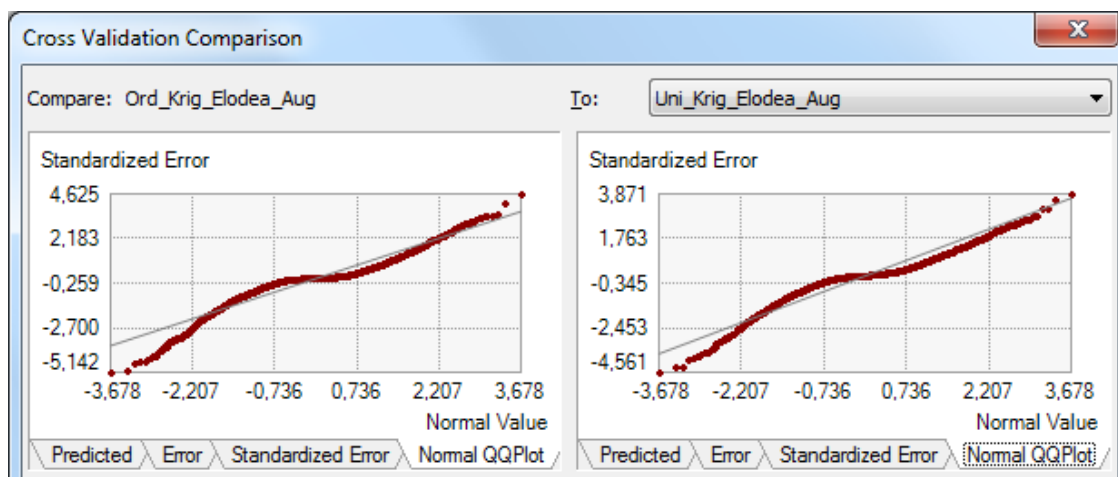 Cross Validation Comparison
x
Compare: Ord_Krig_Elodea_Aug
To: Uni_Krig_Elodea_Aug
Standardized Error
4,625
2,183
-0,259
-2,700
-5,142
-3,678 -2,207 -0,736 0,736 2,207 3,678
Normal Value
Predicted Error Standardized Error Normal QQPlot
Standardized Error
3,871
1,763
-0,345
-2,453
-4,561
-3,678 -2,207 -0,736 0,736 2,207 3,678
Normal Value
Predicted Error Standardized Error Normal QQPlot